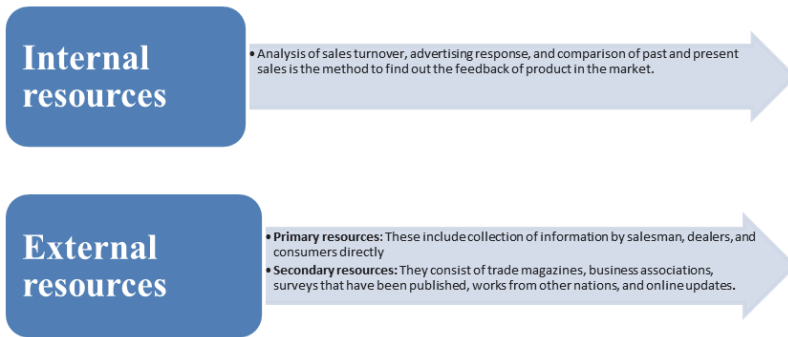 Internal
resources
• Analysis of sales turnover, advertising response, and comparison of past and present
sales is the method to find out the feedback of product in the market.
External
resources
• Primary resources: These include collection of information by salesman, dealers, and
consumers directly
• Secondary resources: They consist of trade magazines, business associations,
surveys that have been published, works from other nations, and online updates.